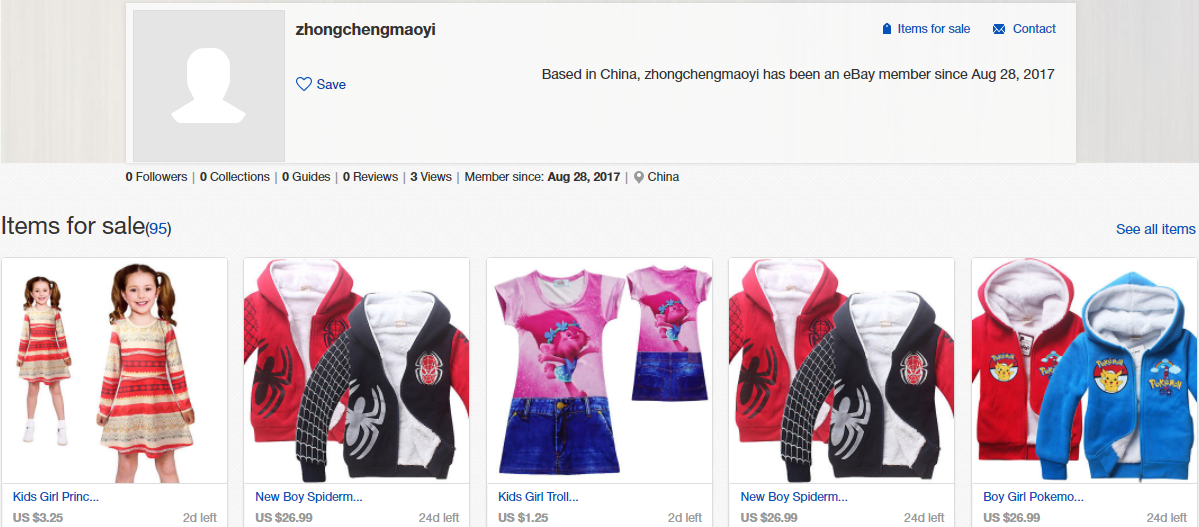 zhongchengmaoyi
Items for sale
Contact
Save
Based in China, zhongchengmaoyi has been an eBay member since Aug 28, 2017
0 Followers | 0 Collections | 0 Guides | 0 Reviews | 3 Views | Member since: Aug 28, 2017 | China
Items for sale(95)
See all items
POKéMON
POKéMON
POKéMON
Kids Girl Princ...
US $3.25
2d left
New Boy Spiderm...
US $26.99
24d left
Kids Girl Troll...
US $1.25
2d left
New Boy Spiderm...
US $26.99
24d left
Boy Girl Pokemo...
US $26.99
24d left